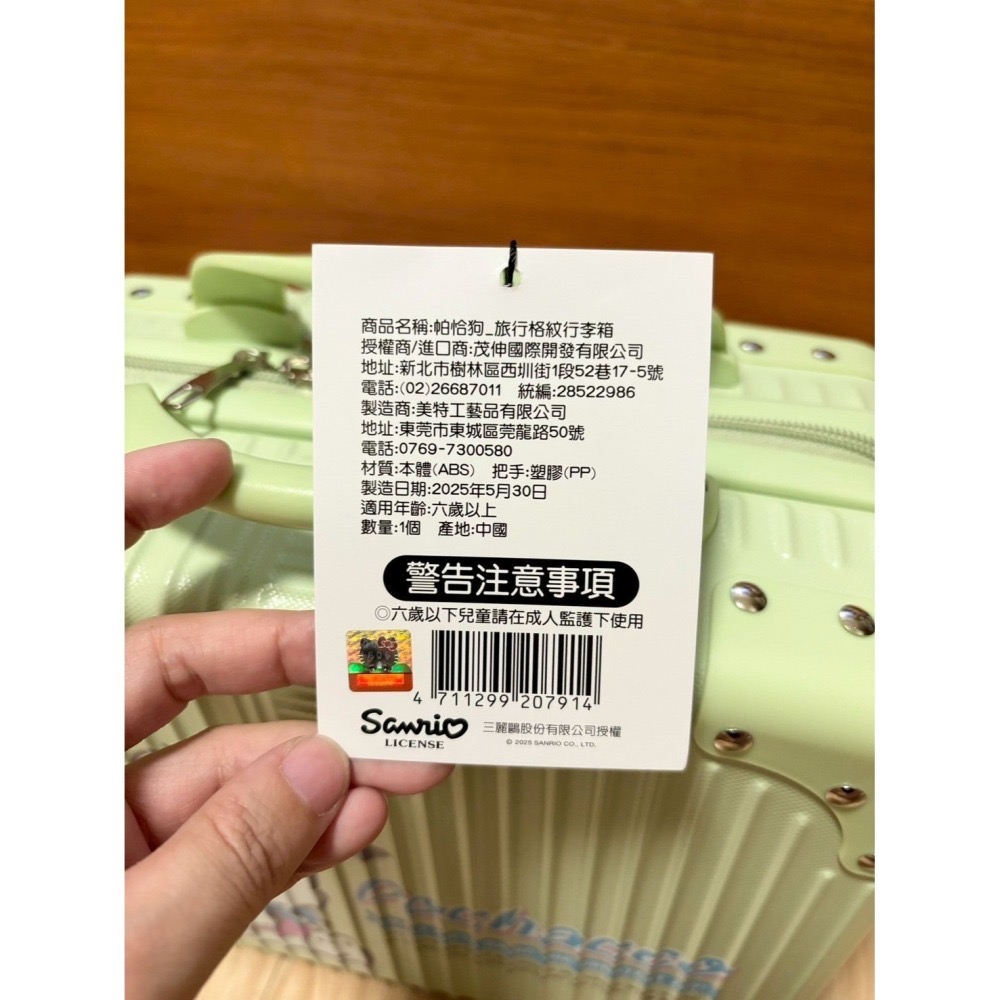 商品名稱:帕恰狗_旅行格紋行李箱
授權商/進口商:茂伸國際開發有限公司
地址:新北市樹林區西圳街1段52巷17-5號
電話:(02)26687011 統編:28522986
製造商:美特工藝品有限公司
地址:東莞市東城區莞龍路50號
電話:0769-7300580
材質:本體(ABS) 把手:塑膠(PP)
製造日期:2025年5月30日
適用年齡:六歲以上
數量:1個 產地:中國
警告注意事項
◎六歲以下兒童請在成人監護下使用
4 711299 207914
Sanrio
LICENSE
三麗鷗股份有限公司授權
© 2025 SANRIO CO., LTD.
Pochacco